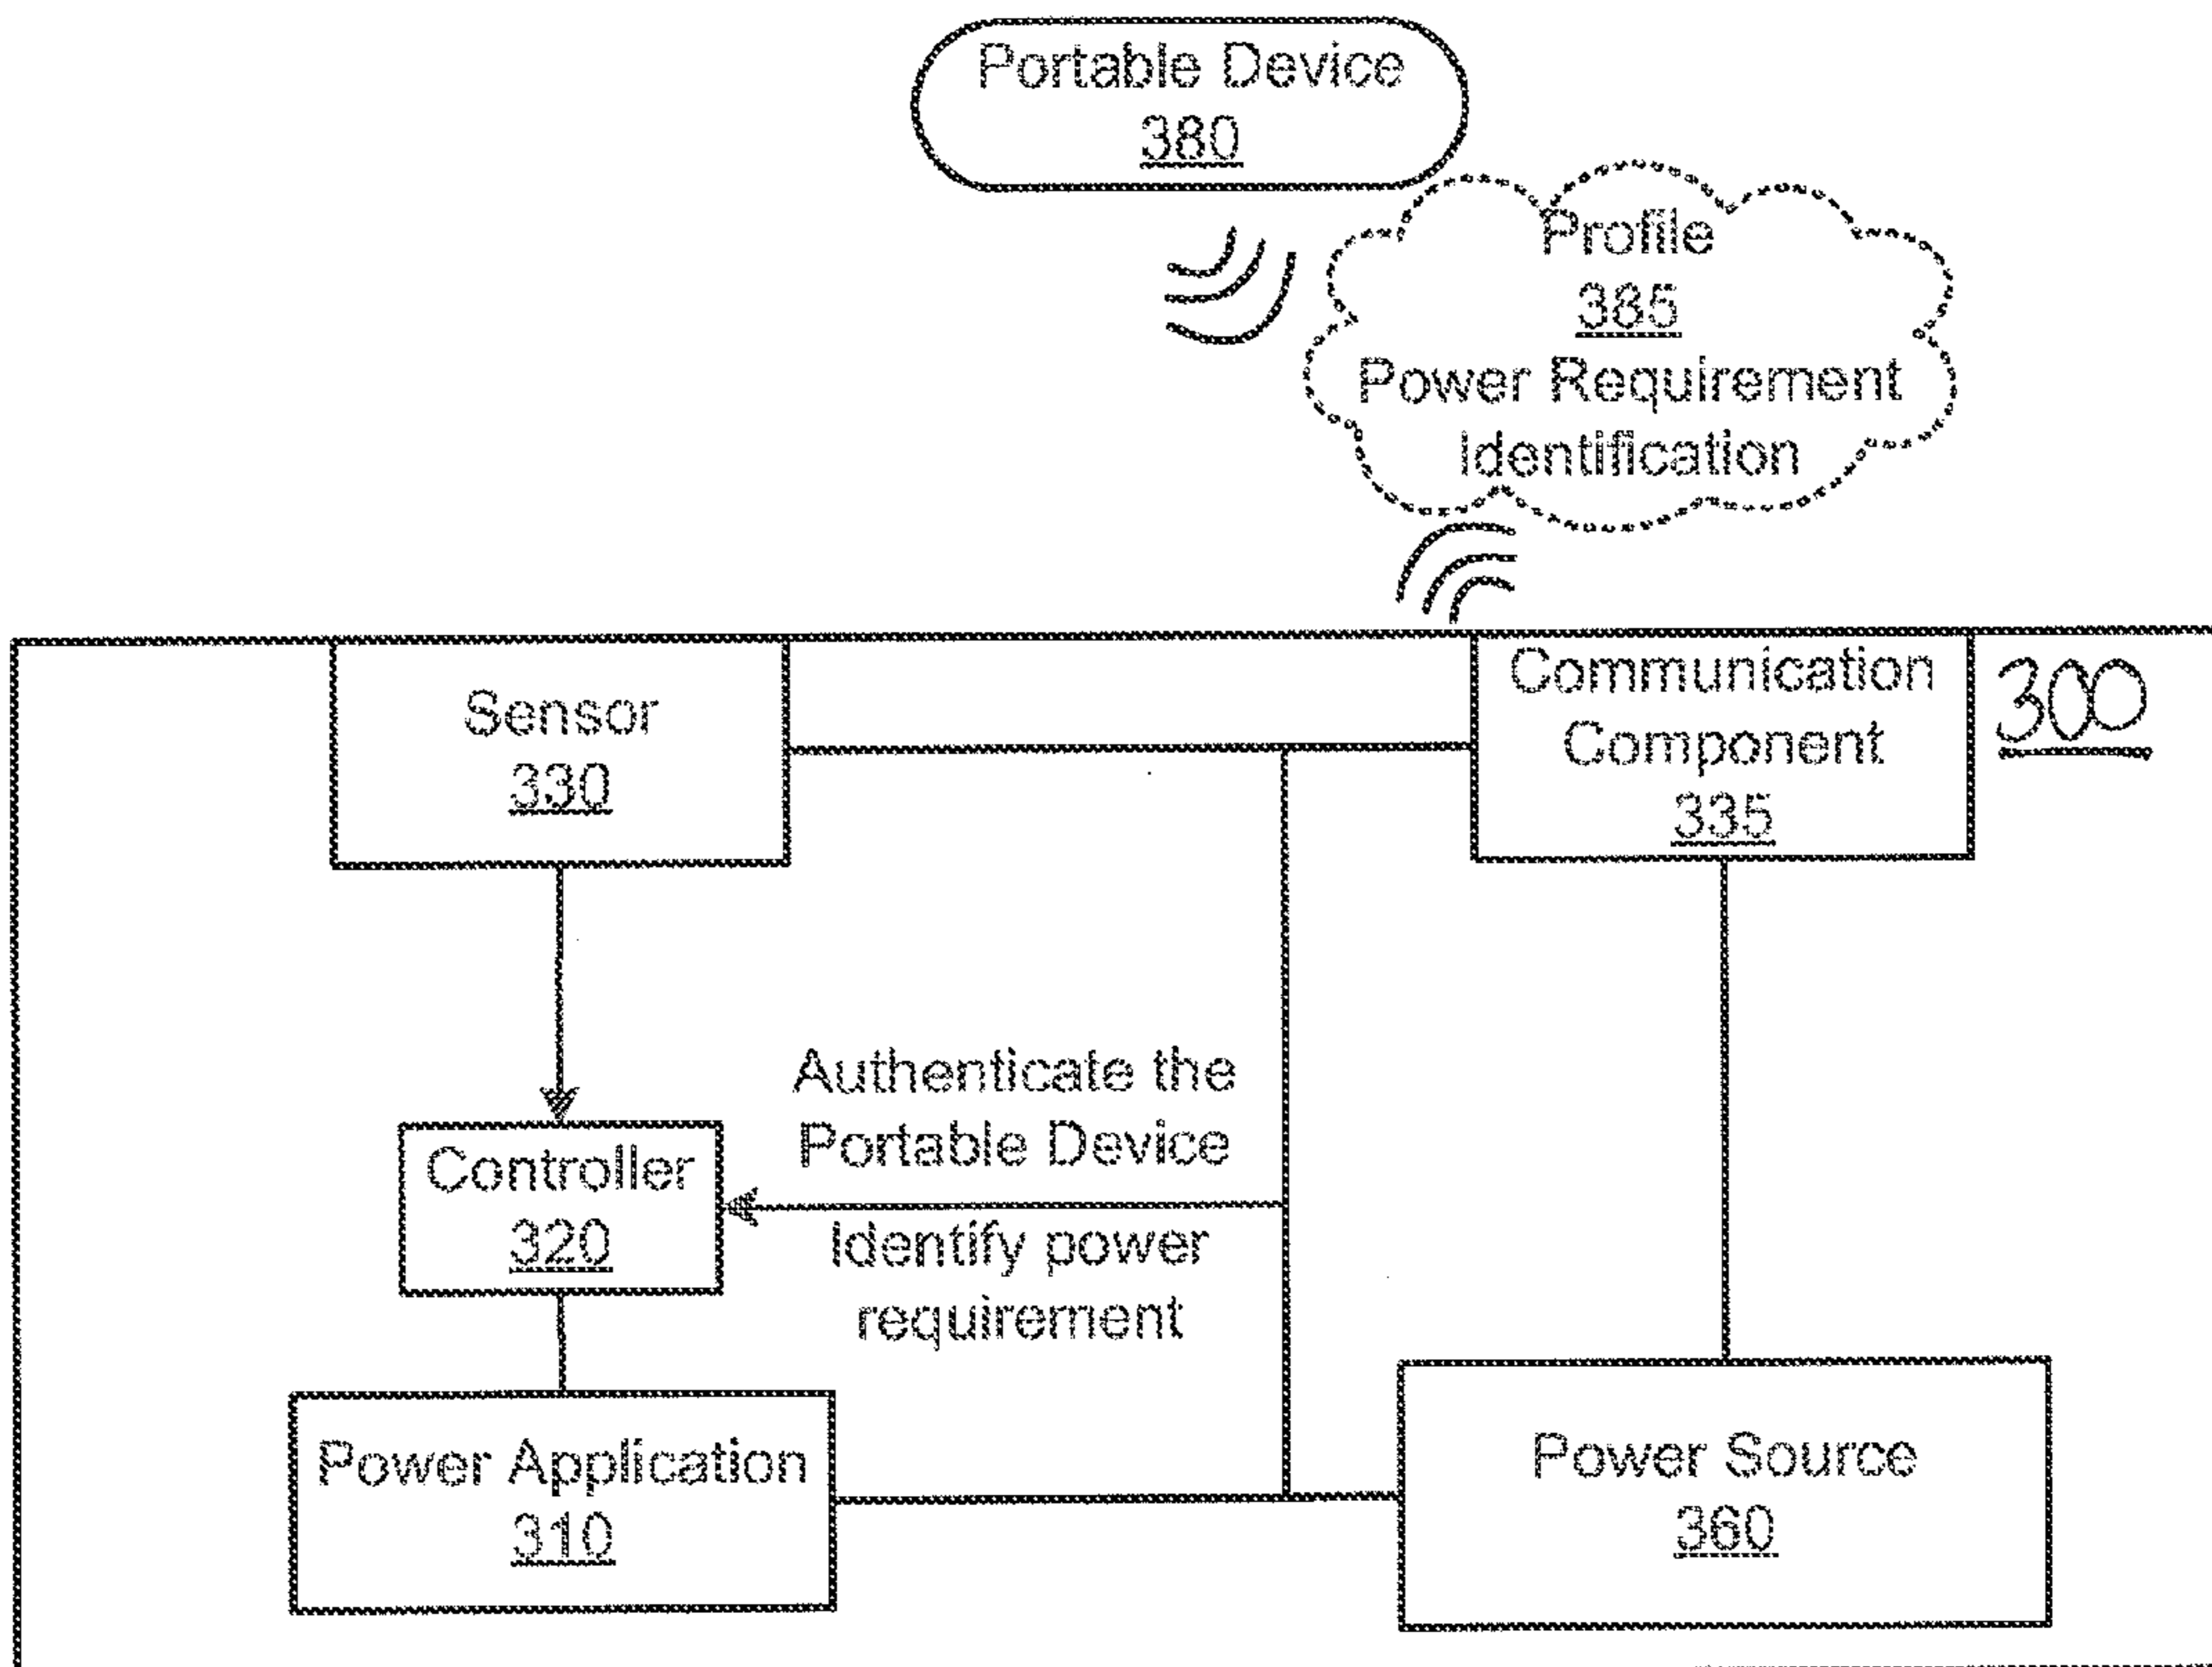 Portable Device
380
Profile
385
Power Requirement
Identification
Sensor
330
Communication
Component
335
300
Authenticate the
Portable Device
Identify power
requirement
Controller
320
Power Application
310
Power Source
360